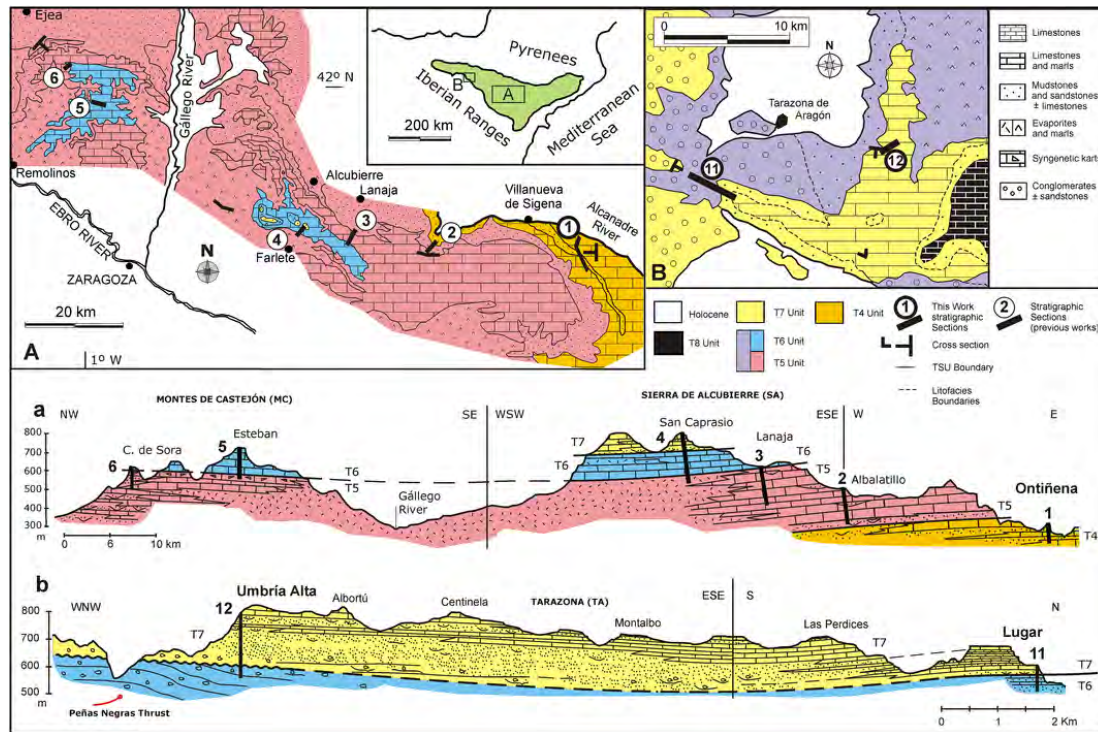 A
Ejea
6
5
Gállego River
42º N
Remolinos
EBRO RIVER
ZARAGOZA
N
Alcubierre
Lanaja
3
4
Farlete
2
Villanueva
de Sigena
1
Alcanadre
River
20 km
A
1º W
Pyrenees
B
A
Iberian Ranges
Mediterranean
Sea
200 km
0
10 km
N
Tarazona de
Aragón
11
12
B
Limestones
Limestones
and marls
Mudstones
and sandstones
± limestones
Evaporites
and marls
Syngenetic karts
Conglomerates
± sandstones
Holocene
T7 Unit
T4 Unit
T8 Unit
T6 Unit
T5 Unit
1
This Work
stratigraphic
Sections
2
Stratigraphic
Sections
(previous works)
Cross section
TSU Boundary
Litofacies
Boundaries
a
NW
MONTES DE CASTEJÓN (MC)
SE
WSW
SIERRA DE ALCUBIERRE (SA)
ESE
W
E
800
700
600
500
400
300
m
6
C. de Sora
5
Esteban
T6
T5
Gállego
River
T7
T6
4
San Caprasio
3
Lanaja
T6
T5
2
Albalatillo
T5
Ontiñena
1
T4
0 6 10 km
b
WNW
Umbría Alta
12
Albortú
Centinela
TARAZONA (TA)
Montalbo
ESE
S
Las Perdices
N
800
700
600
500
m
T7
T7
Lugar
11
T7
T6
Peñas Negras Thrust
0 1 2 Km